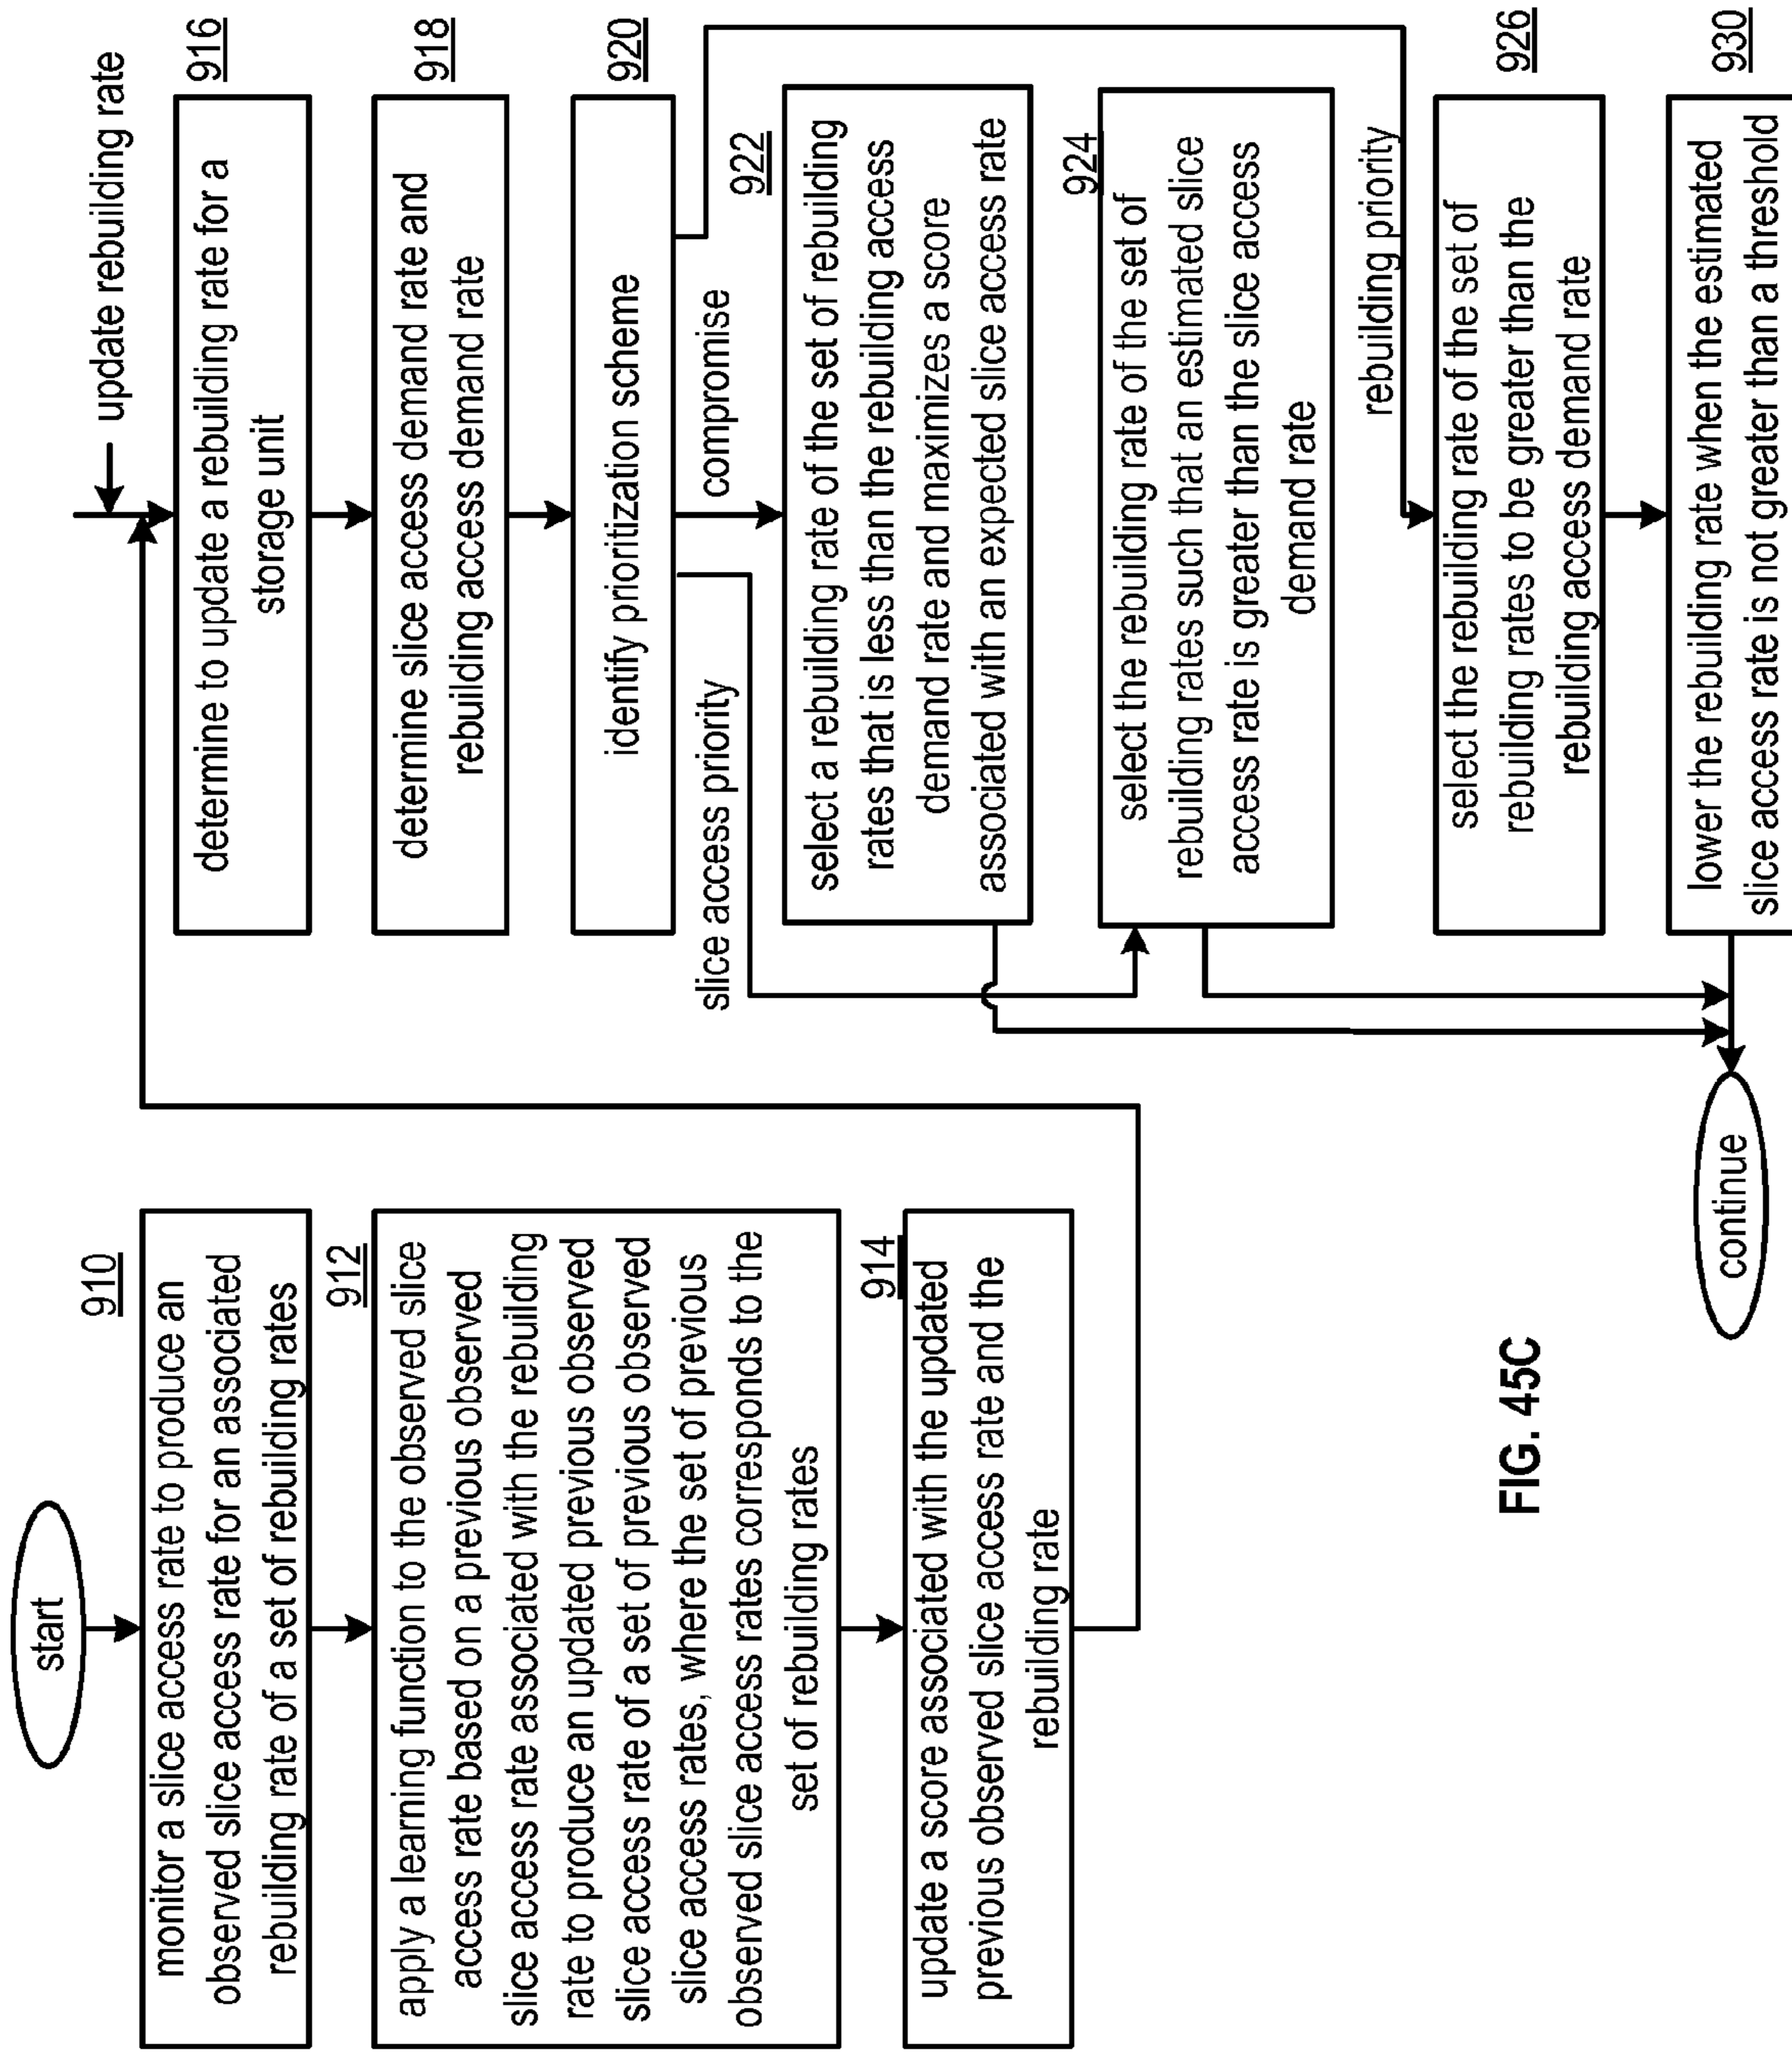 start
910
monitor a slice access rate to produce an
observed slice access rate for an associated
rebuilding rate of a set of rebuilding rates
912
apply a learning function to the observed slice
access rate based on a previous observed
slice access rate associated with the rebuilding
rate to produce an updated previous observed
slice access rate of a set of previous observed
slice access rates, where the set of previous
observed slice access rates corresponds to the
set of rebuilding rates
914
update a score associated with the updated
previous observed slice access rate and the
rebuilding rate
update rebuilding rate
916
determine to update a rebuilding rate for a
storage unit
918
determine slice access demand rate and
rebuilding access demand rate
920
identify prioritization scheme
slice access priority
compromise
922
select a rebuilding rate of the set of rebuilding
rates that is less than the rebuilding access
demand rate and maximizes a score
associated with an expected slice access rate
924
select the rebuilding rate of the set of
rebuilding rates such that an estimated slice
access rate is greater than the slice access
demand rate
rebuilding priority
926
select the rebuilding rate of the set of
rebuilding rates to be greater than the
rebuilding access demand rate
930
lower the rebuilding rate when the estimated
slice access rate is not greater than a threshold
continue
FIG. 45C